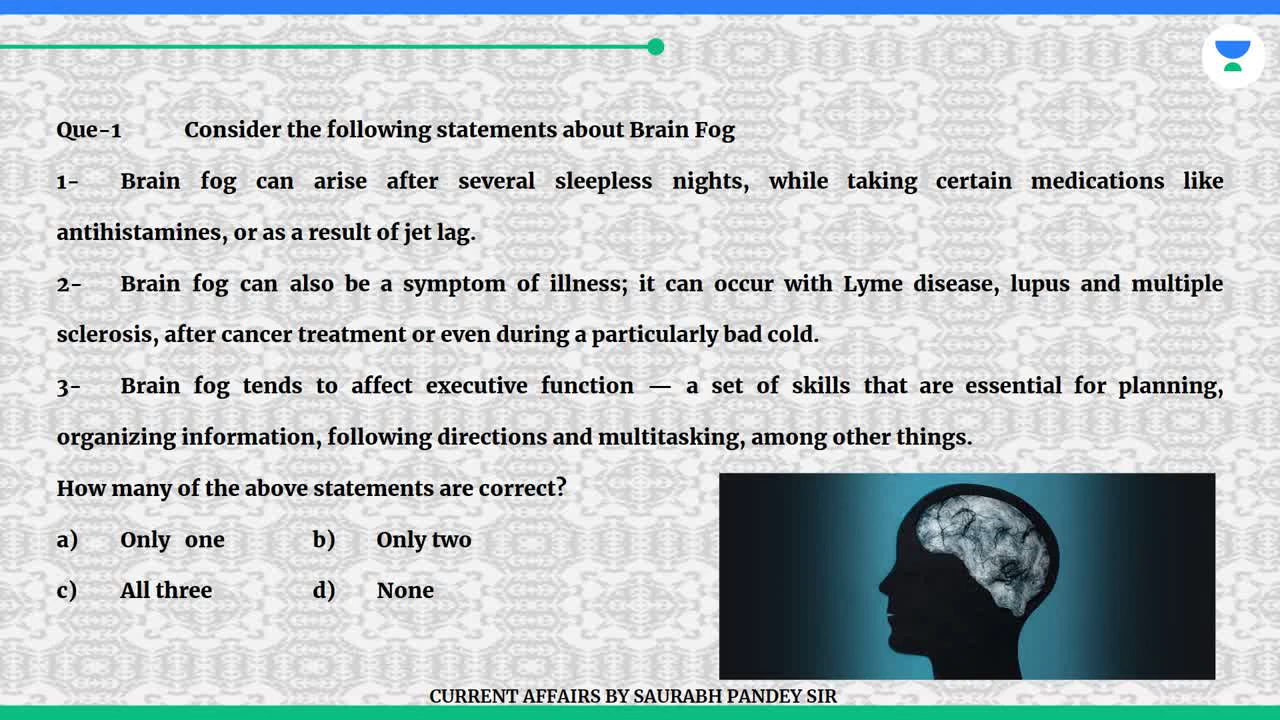 Que-1 Consider the following statements about Brain Fog
1- Brain fog can arise after several sleepless nights, while taking certain medications like
antihistamines, or as a result of jet lag.
2- Brain fog can also be a symptom of illness; it can occur with Lyme disease, lupus and multiple
sclerosis, after cancer treatment or even during a particularly bad cold.
3- Brain fog tends to affect executive function — a set of skills that are essential for planning,
organizing information, following directions and multitasking, among other things.
How many of the above statements are correct?
a) Only one b) Only two
c) All three d) None
CURRENT AFFAIRS BY SAURABH PANDEY SIR